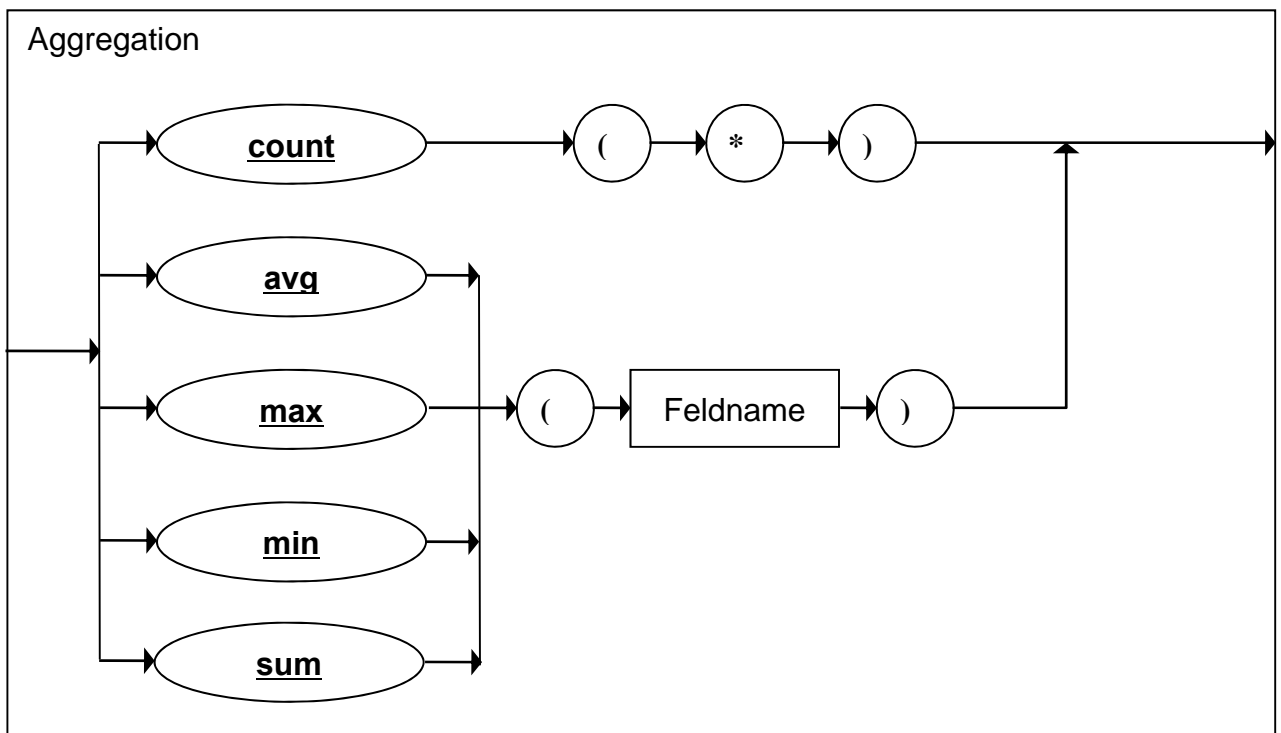 Aggregation
count ( * )
avg
max ( Feldname )
min
sum